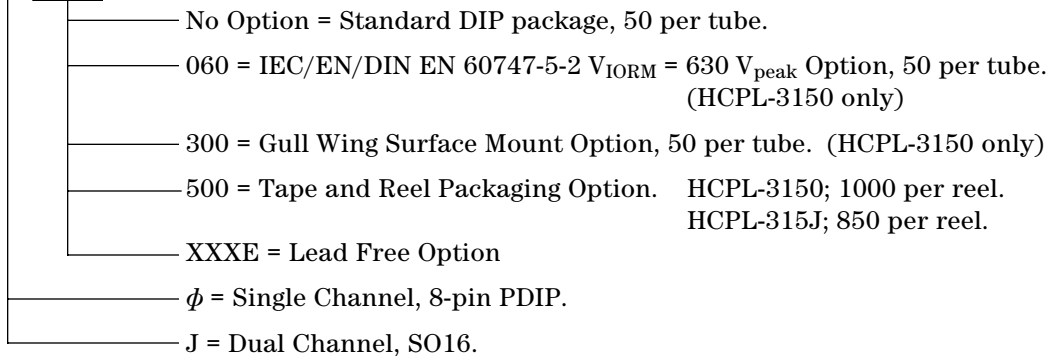 No Option = Standard DIP package, 50 per tube.
060 = IEC/EN/DIN EN 60747-5-2 VIORM = 630 Vpeak Option, 50 per tube.
(HCPL-3150 only)
300 = Gull Wing Surface Mount Option, 50 per tube. (HCPL-3150 only)
500 = Tape and Reel Packaging Option. HCPL-3150; 1000 per reel.
HCPL-315J; 850 per reel.
XXXE = Lead Free Option
ϕ = Single Channel, 8-pin PDIP.
J = Dual Channel, SO16.